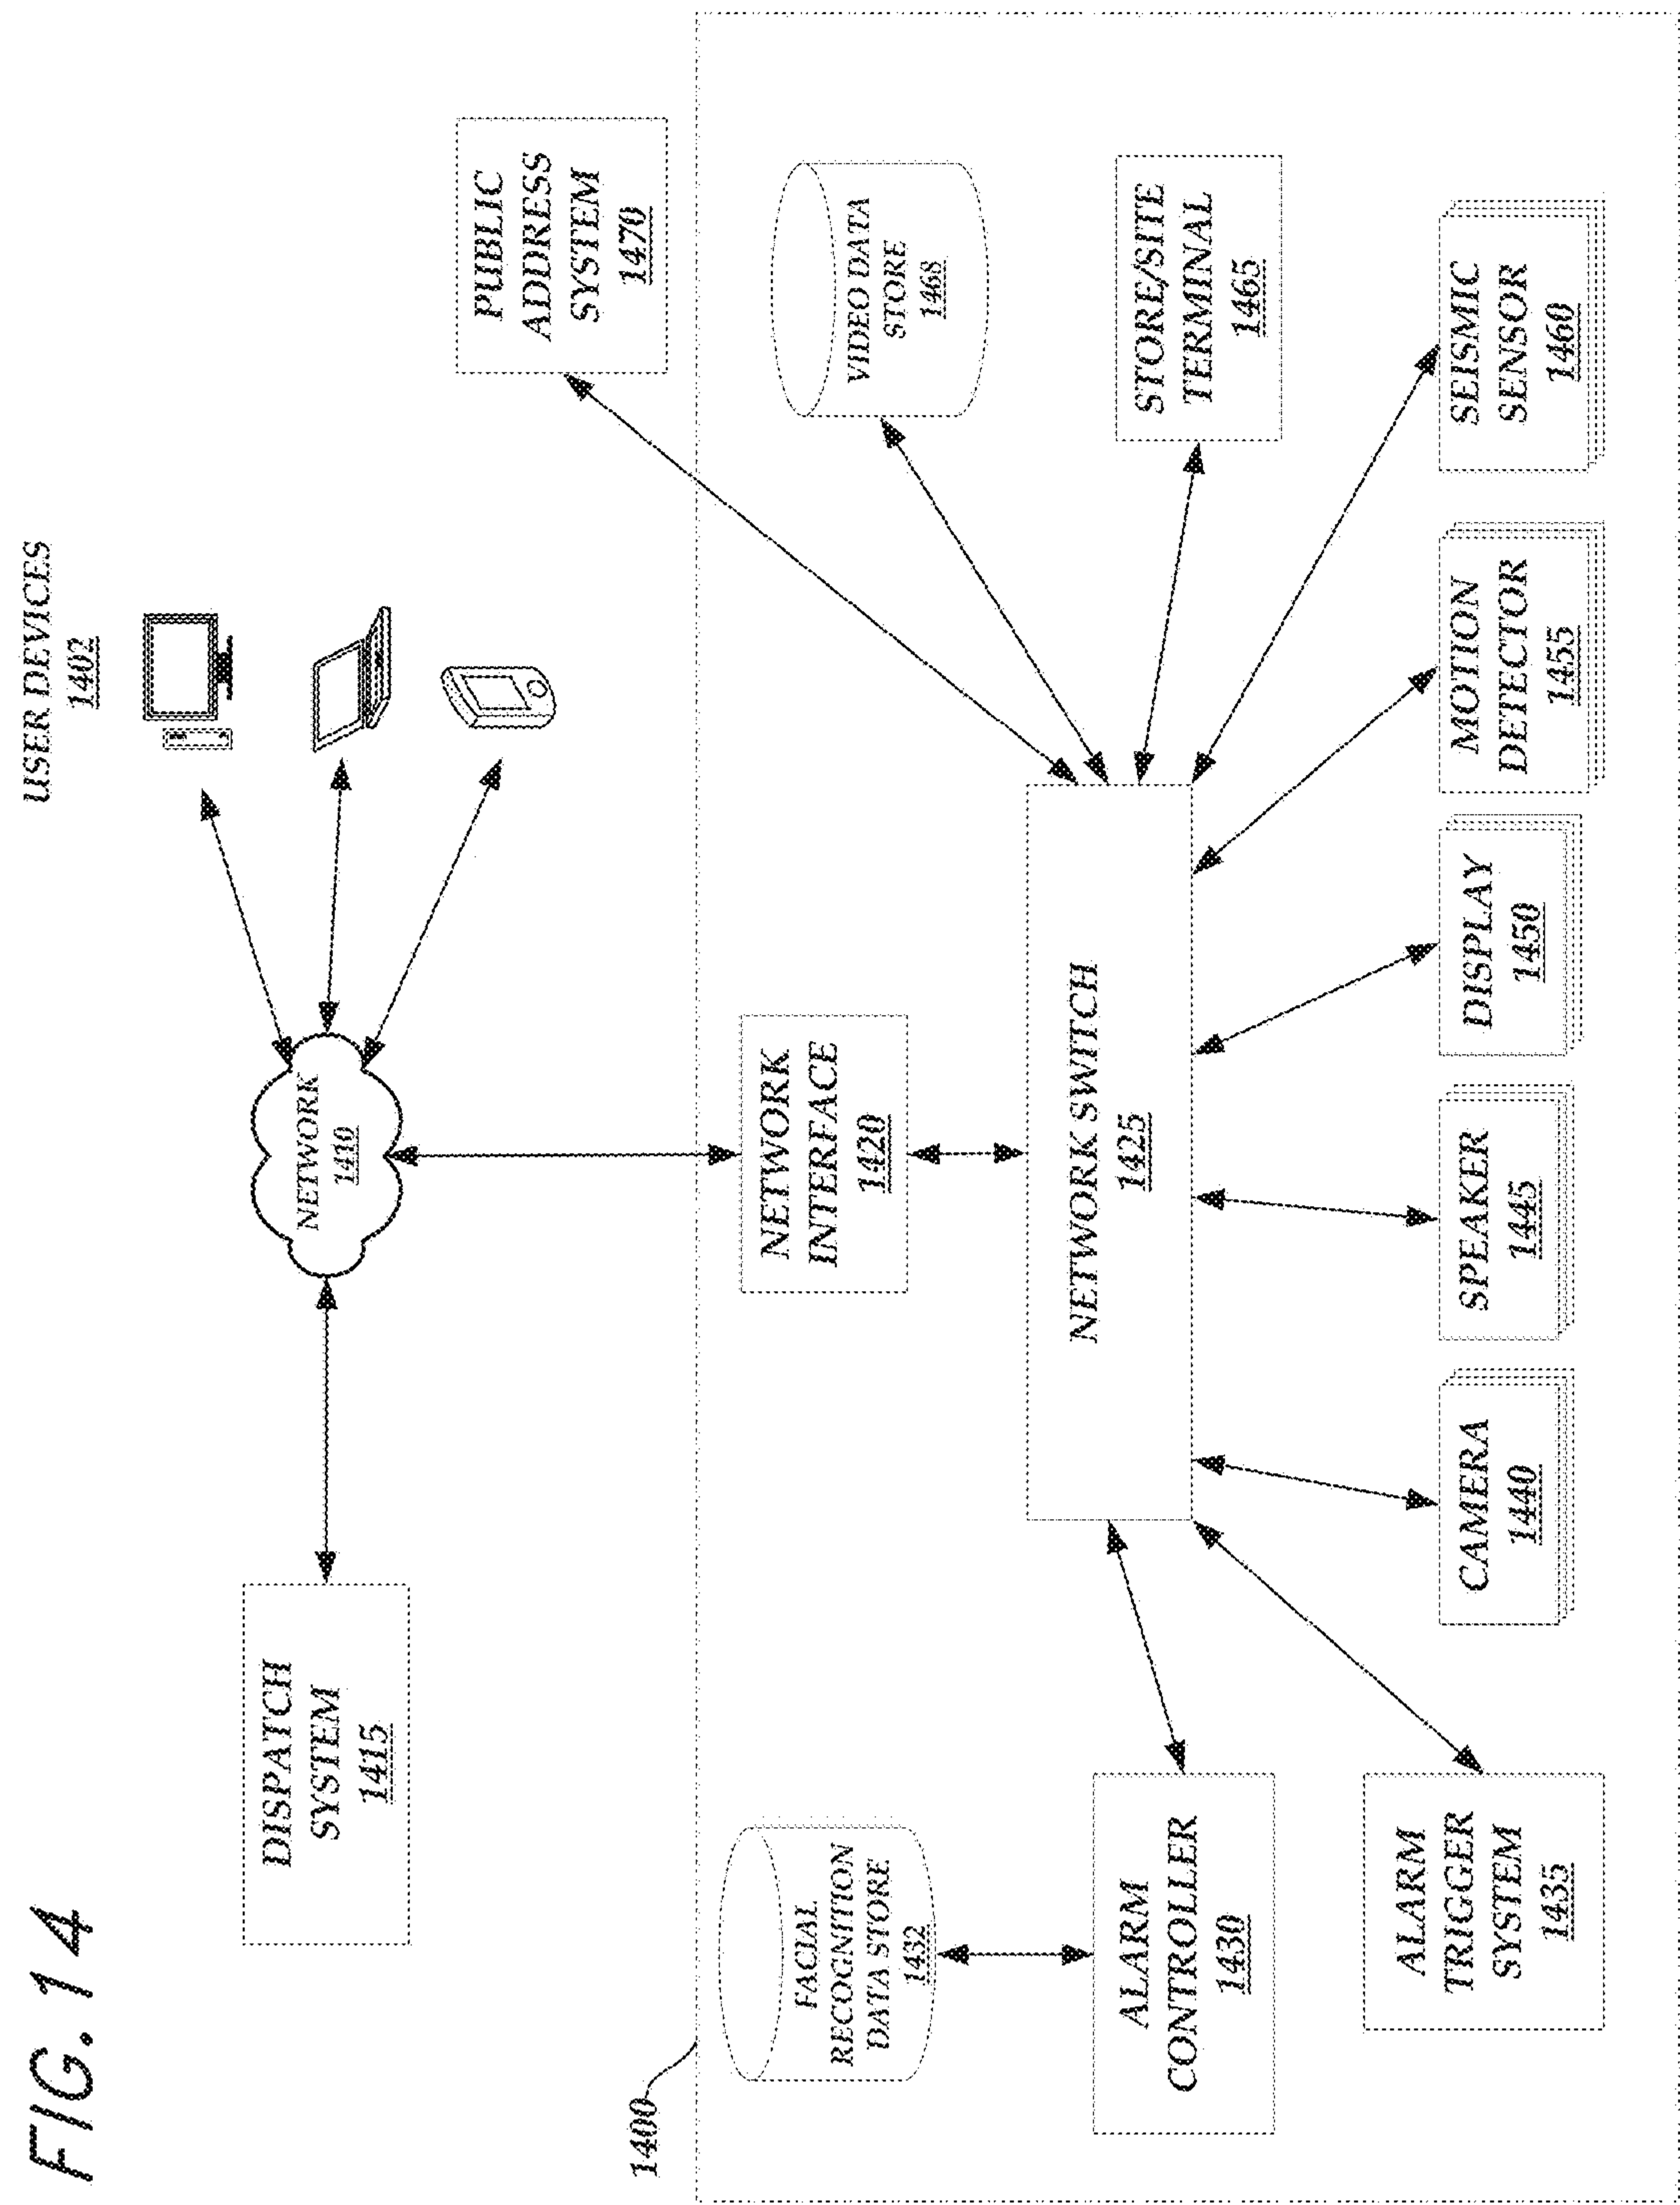 FIG. 14
USER DEVICES
1402
DISPATCH
SYSTEM
1415
NETWORK
1410
PUBLIC
ADDRESS
SYSTEM
1470
1400
FACIAL
RECOGNITION
DATA STORE
1432
NETWORK
INTERFACE
1420
VIDEO DATA
STORE
1468
ALARM
CONTROLLER
1430
NETWORK SWITCH
1425
STORE/SITE
TERMINAL
1465
ALARM
TRIGGER
SYSTEM
1435
CAMERA
1440
SPEAKER
1445
DISPLAY
1450
MOTION
DETECTOR
1455
SEISMIC
SENSOR
1460